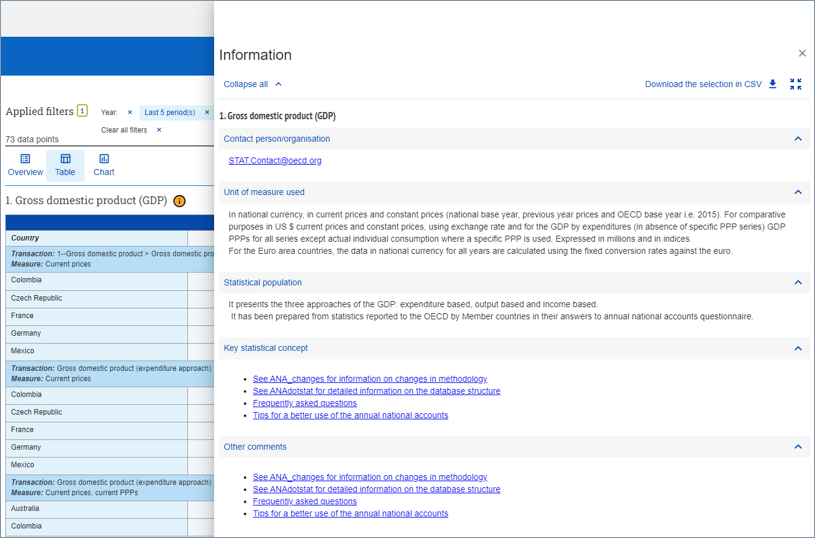 Applied filters 1
Year: × Last 5 period(s) ×
Clear all filters ×
73 data points
Overview Table Chart
1. Gross domestic product (GDP)
Country
Transaction: 1--Gross domestic product > Gross domestic pro
Measure: Current prices
Colombia
Czech Republic
France
Germany
Mexico
Transaction: Gross domestic product (expenditure approach)
Measure: Current prices
Colombia
Czech Republic
France
Germany
Mexico
Transaction: Gross domestic product (expenditure approach)
Measure: Current prices, current PPPs
Australia
Colombia
Information
Collapse all
Download the selection in CSV
1. Gross domestic product (GDP)
Contact person/organisation
STAT.Contact@oecd.org
Unit of measure used
In national currency, in current prices and constant prices (national base year, previous year prices and OECD base year i.e. 2015). For comparative
purposes in US $ current prices and constant prices, using exchange rate and for the GDP by expenditures (in absence of specific PPP series) GDP
PPPs for all series except actual individual consumption where a specific PPP is used. Expressed in millions and in indices.
For the Euro area countries, the data in national currency for all years are calculated using the fixed conversion rates against the euro.
Statistical population
It presents the three approaches of the GDP: expenditure based, output based and income based.
It has been prepared from statistics reported to the OECD by Member countries in their answers to annual national accounts questionnaire.
Key statistical concept
See ANA_changes for information on changes in methodology
See ANAdotstat for detailed information on the database structure
Frequently asked questions
Tips for a better use of the annual national accounts
Other comments
See ANA_changes for information on changes in methodology
See ANAdotstat for detailed information on the database structure
Frequently asked questions
Tips for a better use of the annual national accounts